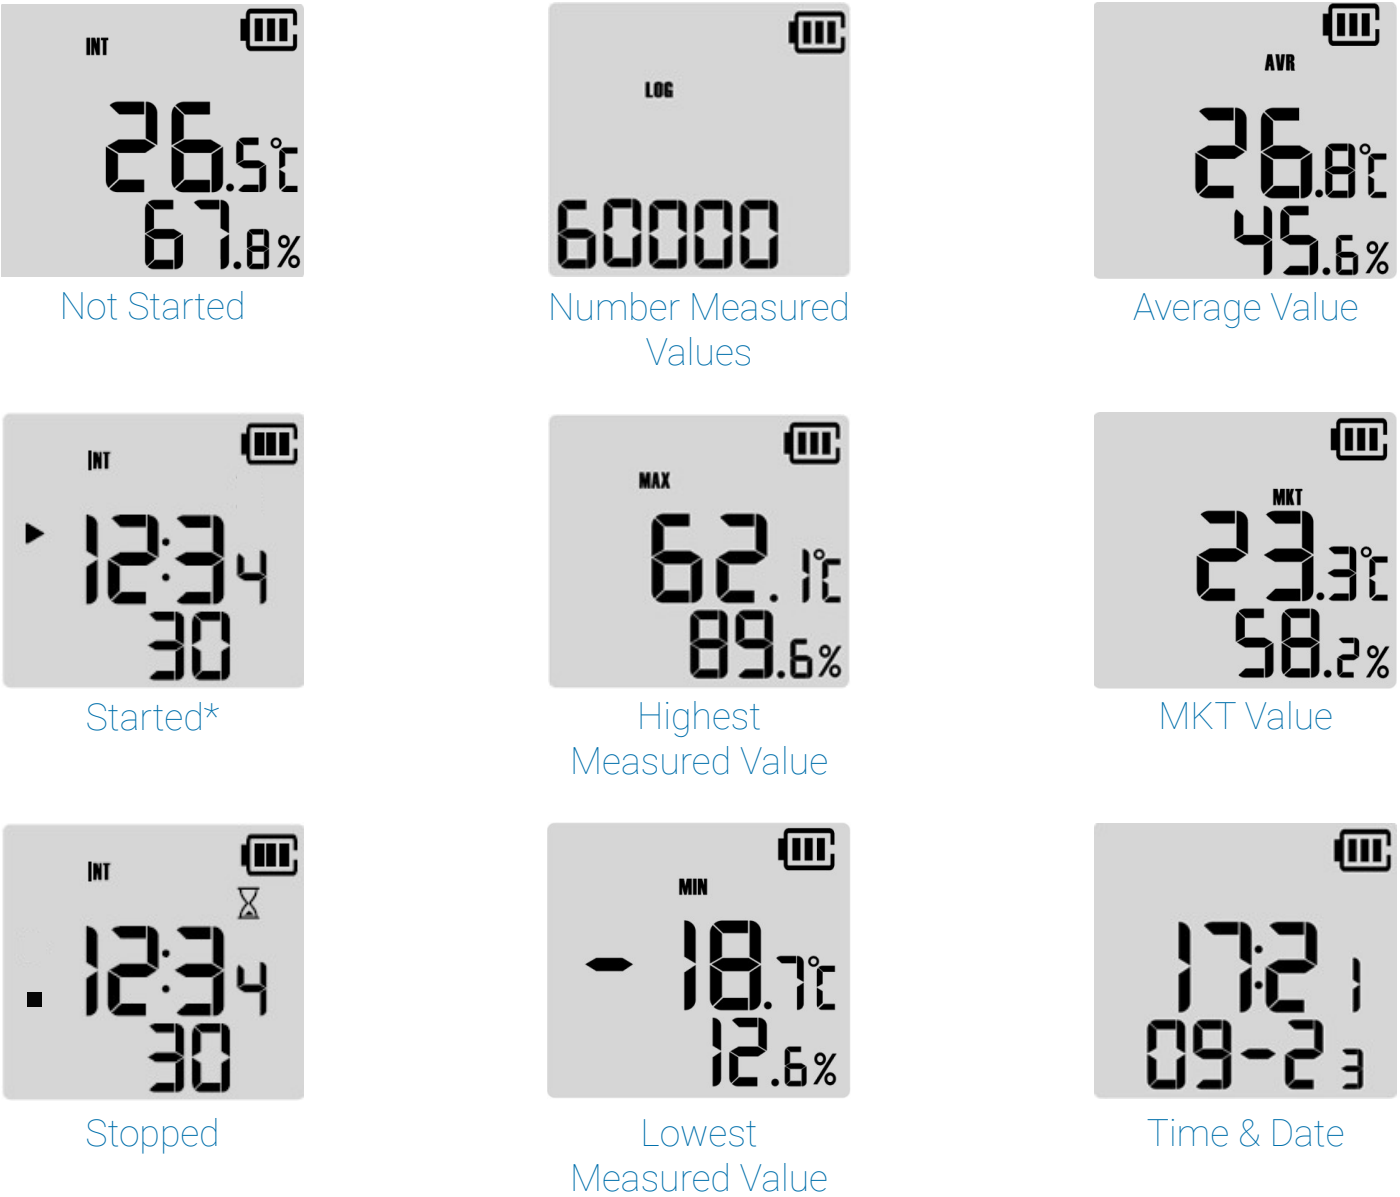 INT
26.5°C
67.8%
Not Started
LOG
60000
Number Measured
Values
AVR
26.8°C
45.6%
Average Value
INT
12:34
30
Started*
MAX
62.1°C
89.6%
Highest
Measured Value
MKT
23.3°C
58.2%
MKT Value
INT
12:34
30
Stopped
MIN
-18.7°C
12.6%
Lowest
Measured Value
17:21
09-23
Time & Date